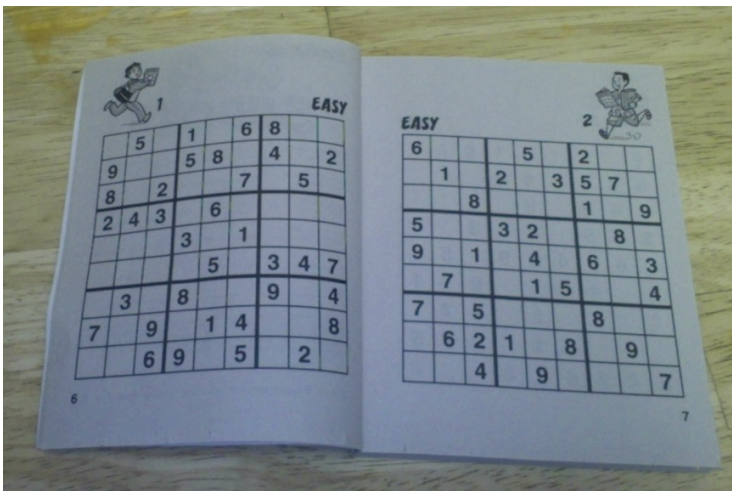 1 EASY
5 1 6 8
9 5 8 4 2
8 2 7 5
2 4 3 6
3 1
5 3 4 7
3 8 9 4
7 9 1 4 8
6 9 5 2
6
EASY 2
6 5 2
1 2 3 5 7
8 1 9
5 3 2 8
9 1 4 6 3
7 1 5 4
7 5 8
6 2 1 8 9
4 9 7
7